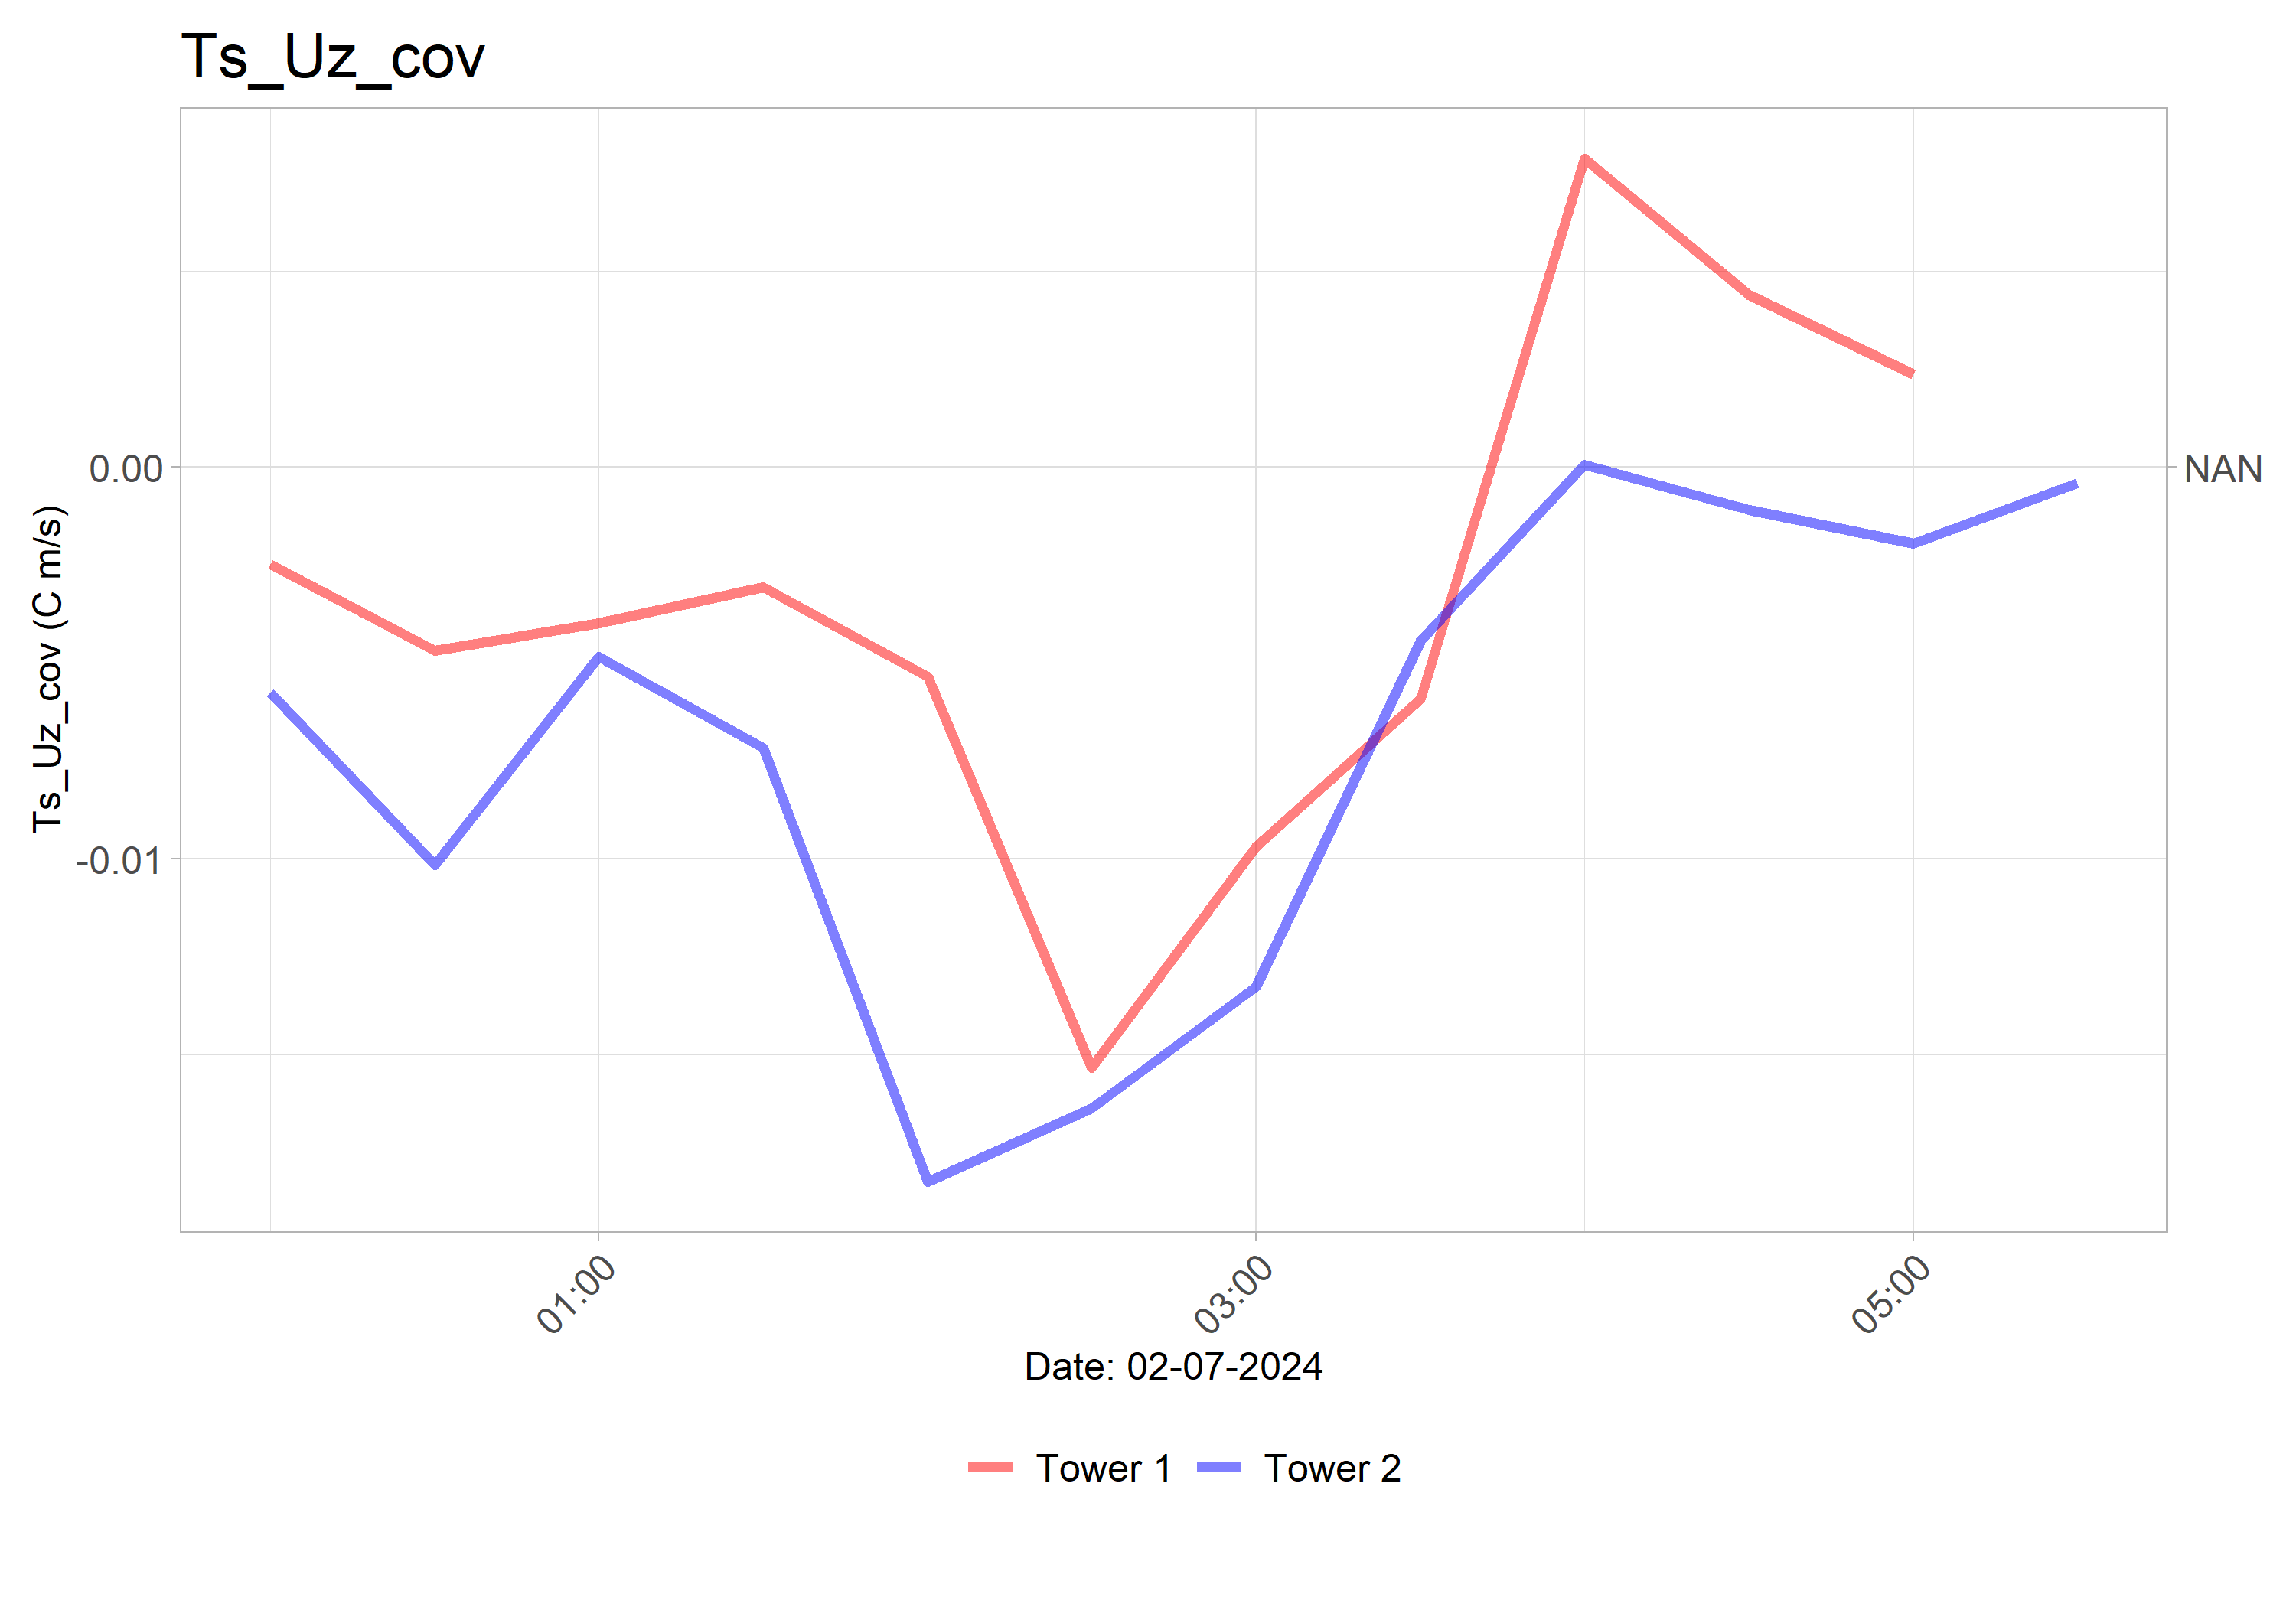 Ts_Uz_cov
Ts_Uz_cov (C m/s)
0.00
-0.01
NAN
01:00
03:00
05:00
Date: 02-07-2024
Tower 1
Tower 2